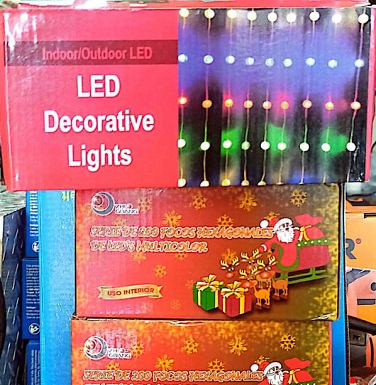 Indoor/Outdoor LED
LED
Decorative
Lights
SERIE DE 200 FOCOS HEXAGONALES
DE LED'S MULTICOLOR
USO INTERIOR
SERIE DE 200 FOCOS HEXAGONALES